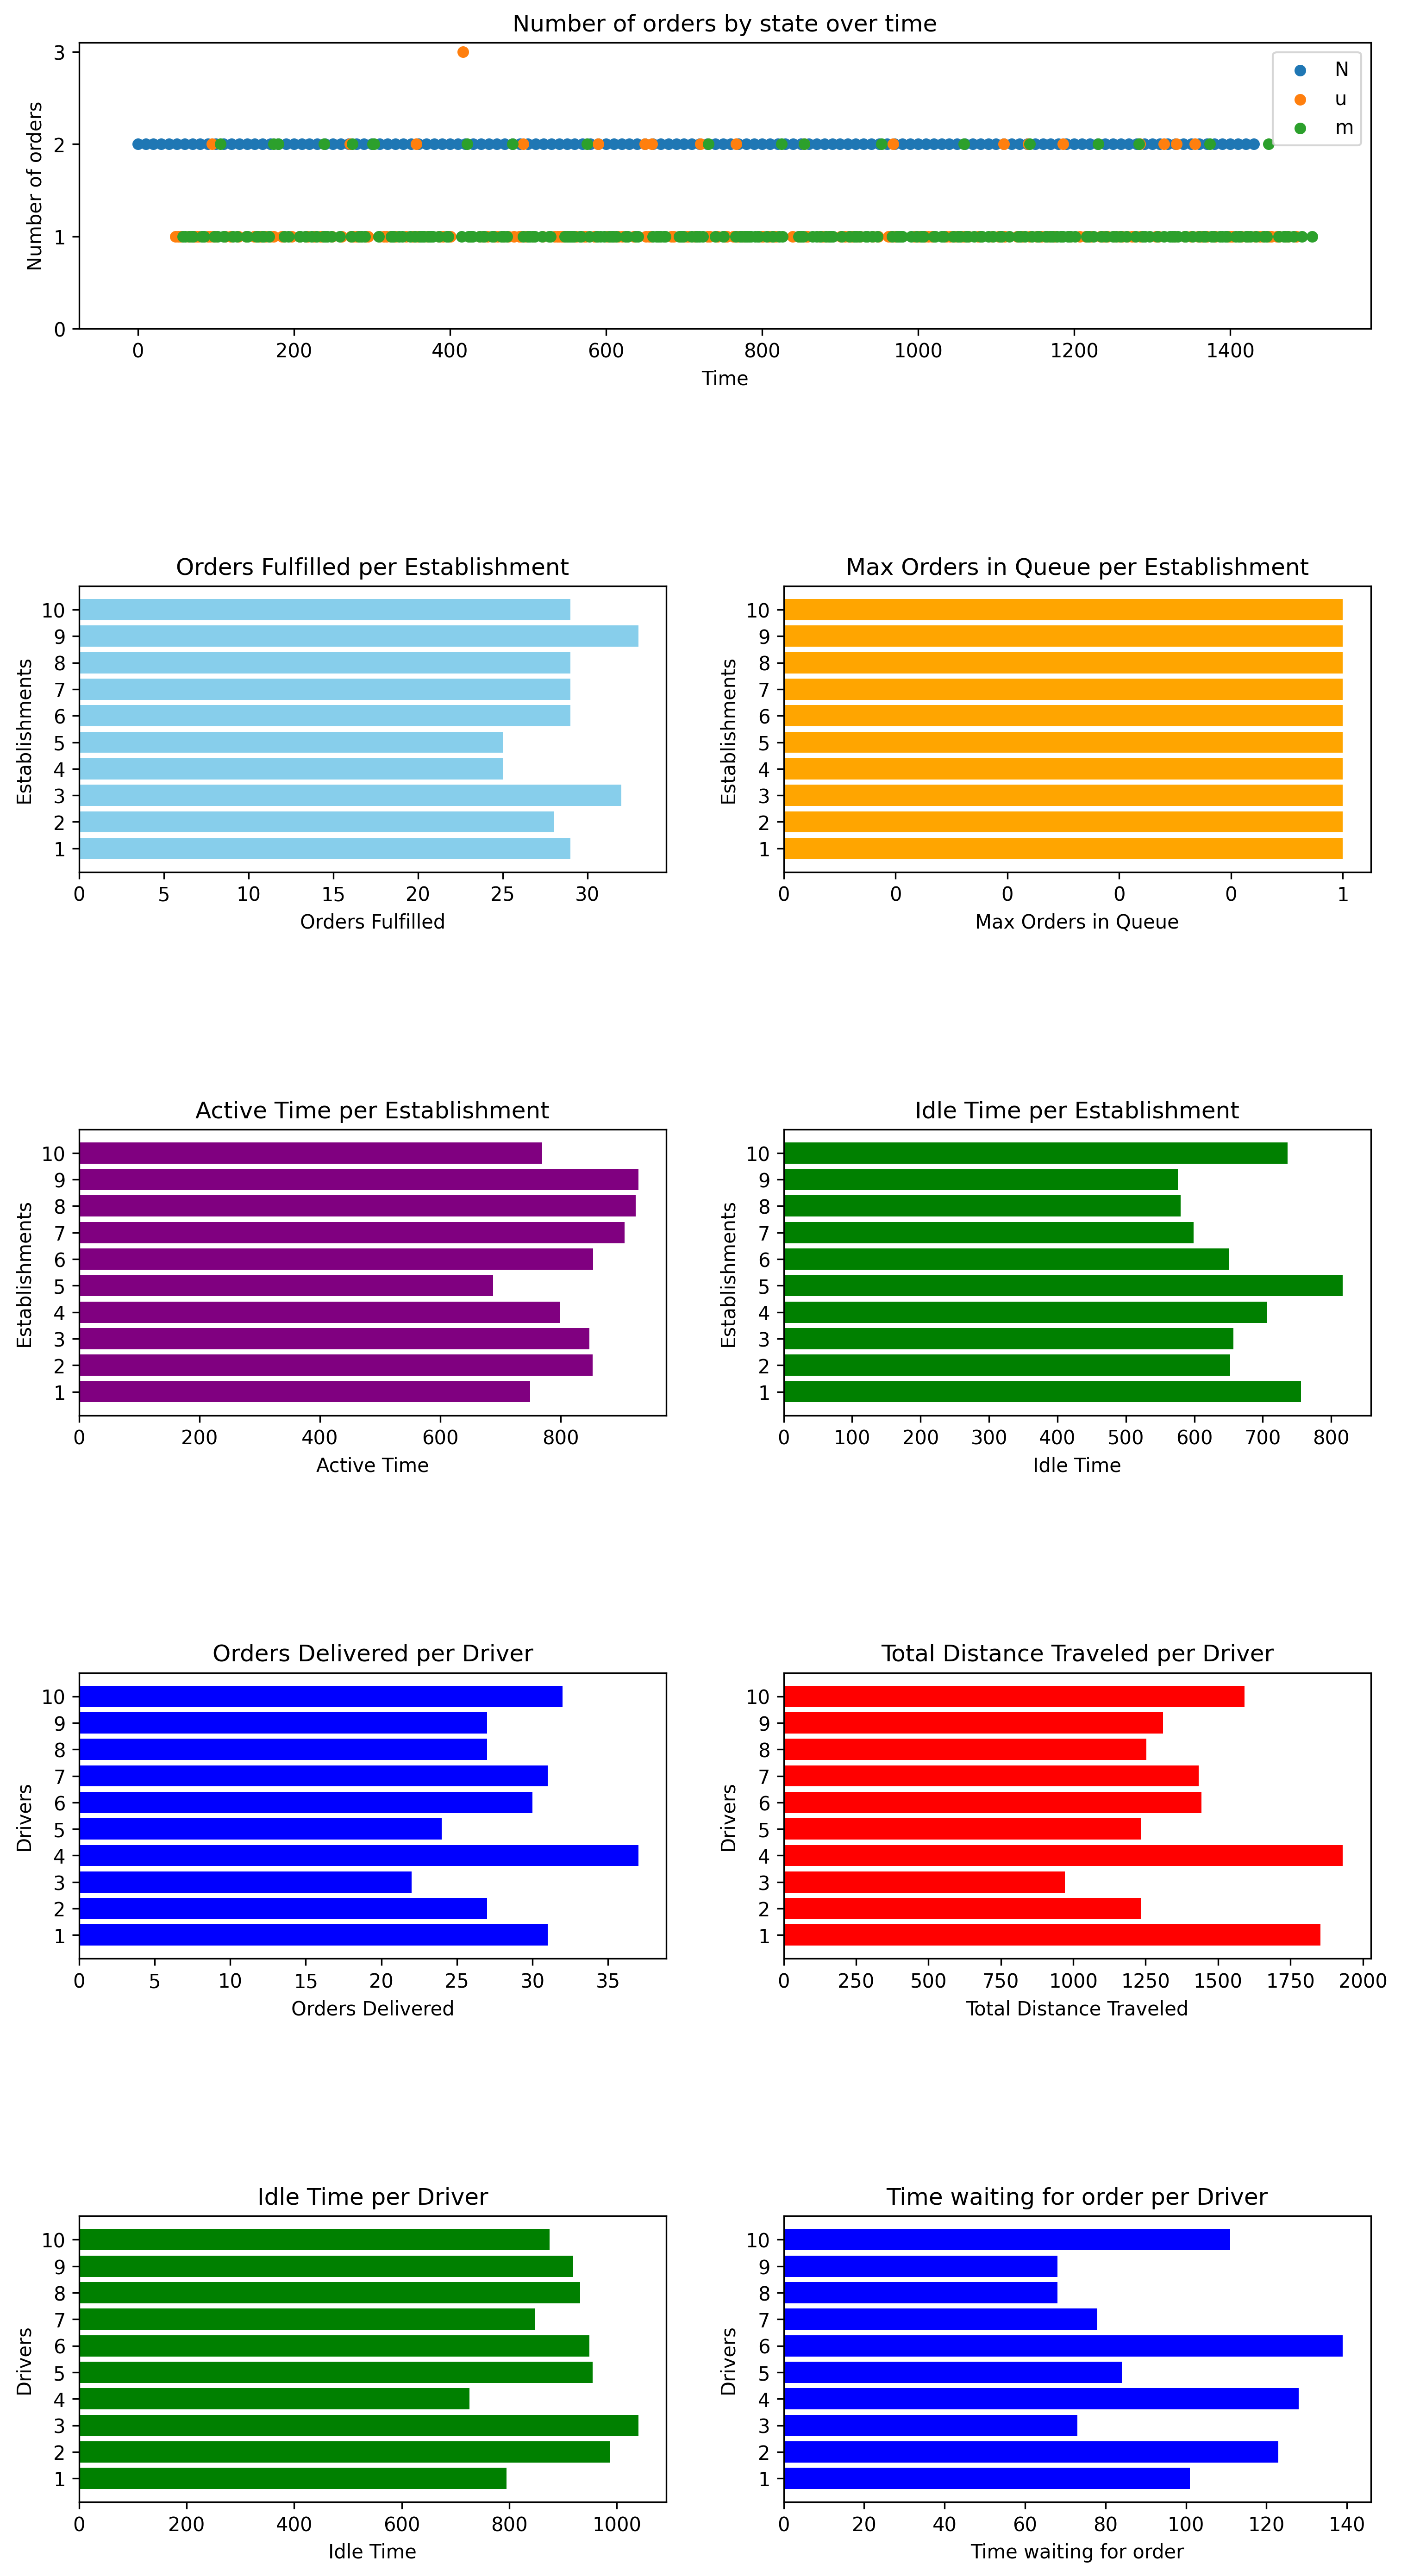 Number of orders by state over time
3
2
1
0
Number of orders
N
u
m
0 200 400 600 800 1000 1200 1400
Time
Orders Fulfilled per Establishment
10
9
8
7
6
5
4
3
2
1
Establishments
0 5 10 15 20 25 30
Orders Fulfilled
Max Orders in Queue per Establishment
10
9
8
7
6
5
4
3
2
1
Establishments
0 0 0 0 0 1
Max Orders in Queue
Active Time per Establishment
10
9
8
7
6
5
4
3
2
1
Establishments
0 200 400 600 800
Active Time
Idle Time per Establishment
10
9
8
7
6
5
4
3
2
1
Establishments
0 100 200 300 400 500 600 700 800
Idle Time
Orders Delivered per Driver
10
9
8
7
6
5
4
3
2
1
Drivers
0 5 10 15 20 25 30 35
Orders Delivered
Total Distance Traveled per Driver
10
9
8
7
6
5
4
3
2
1
Drivers
0 250 500 750 1000 1250 1500 1750 2000
Total Distance Traveled
Idle Time per Driver
10
9
8
7
6
5
4
3
2
1
Drivers
0 200 400 600 800 1000
Idle Time
Time waiting for order per Driver
10
9
8
7
6
5
4
3
2
1
Drivers
0 20 40 60 80 100 120 140
Time waiting for order